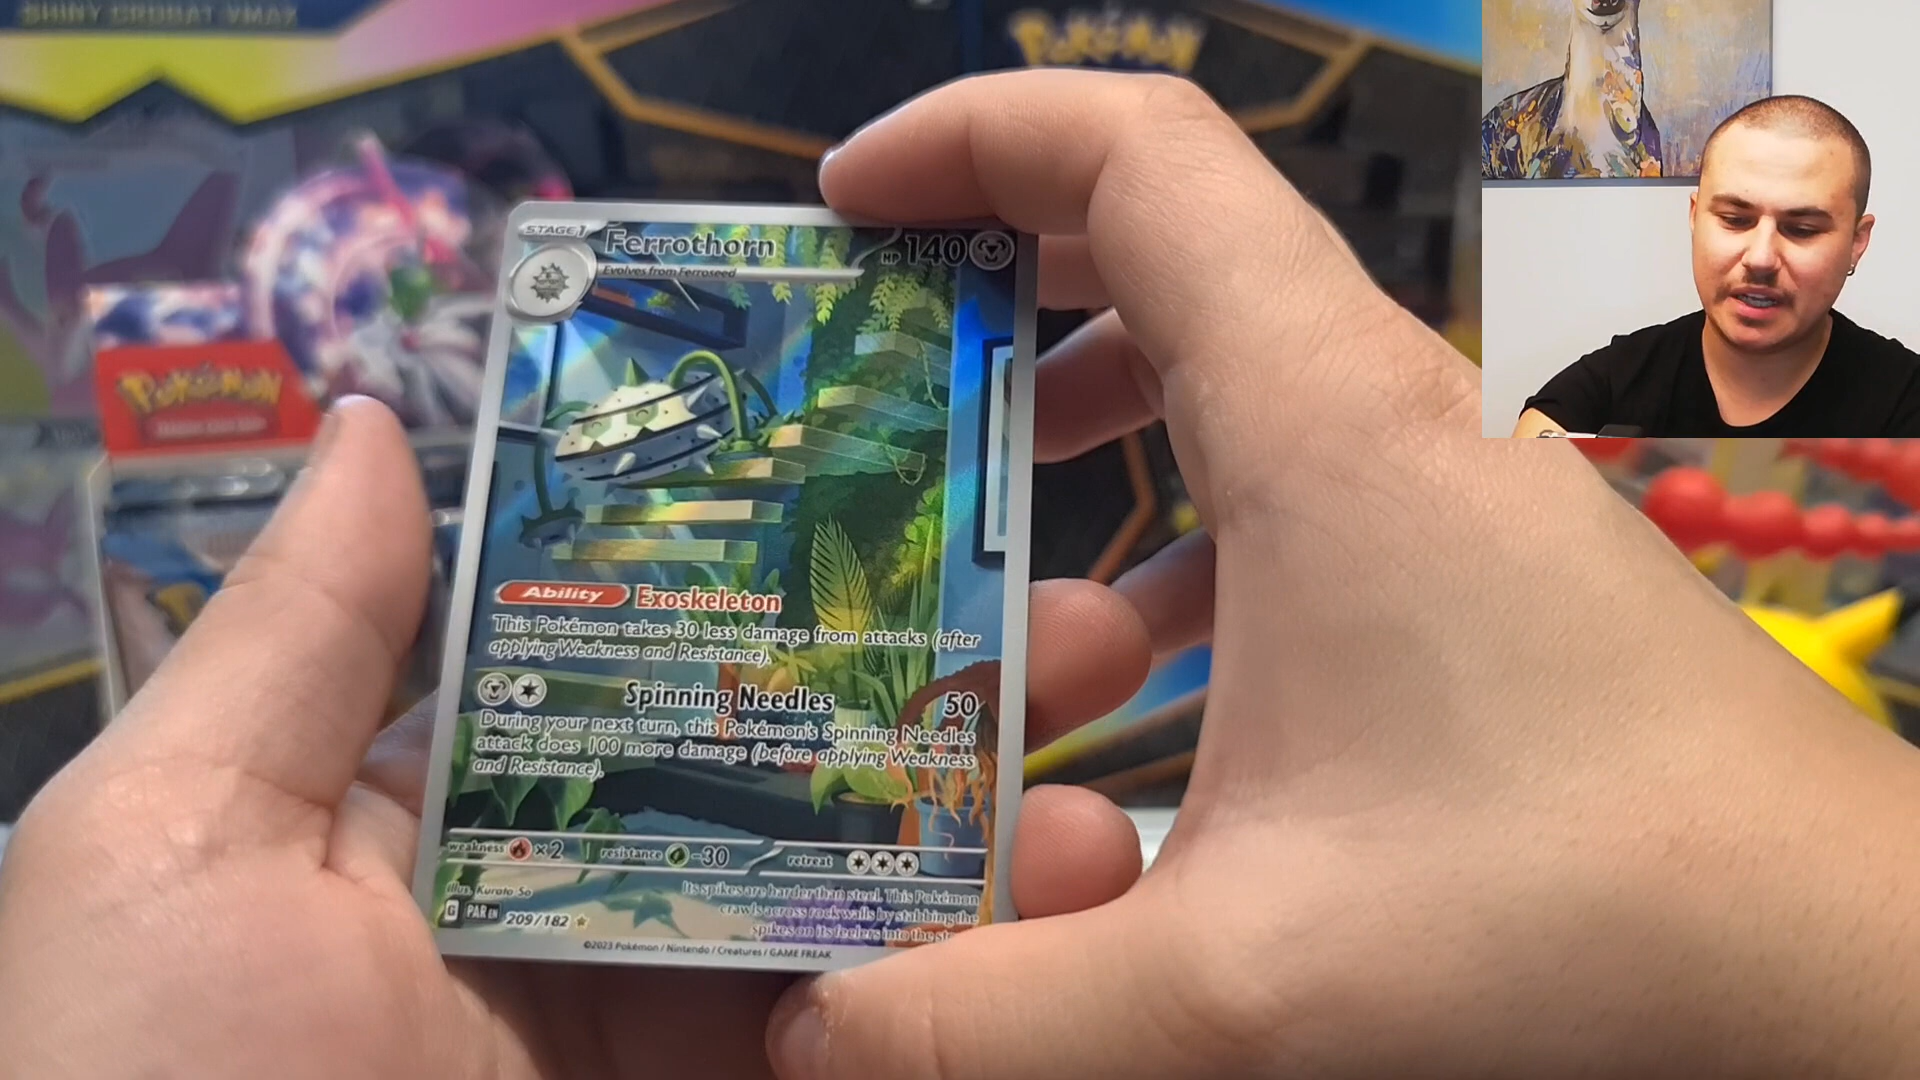 SHINY CROBAT VMAX
POKéMON
POKéMON
STAGE 1
Ferrothorn
HP 140
Evolves from Ferroseed
Ability Exoskeleton
This Pokémon takes 30 less damage from attacks (after
applying Weakness and Resistance).
Spinning Needles 50
During your next turn, this Pokémon's Spinning Needles
attack does 100 more damage (before applying Weakness
and Resistance).
weakness ×2 resistance -30 retreat
Illus. Kurata So
Its spikes are harder than steel. This Pokémon
crawls across rock walls by stabbing the
spikes on its feelers into the
G PAR EN 209/182
©2023 Pokémon / Nintendo / Creatures / GAME FREAK